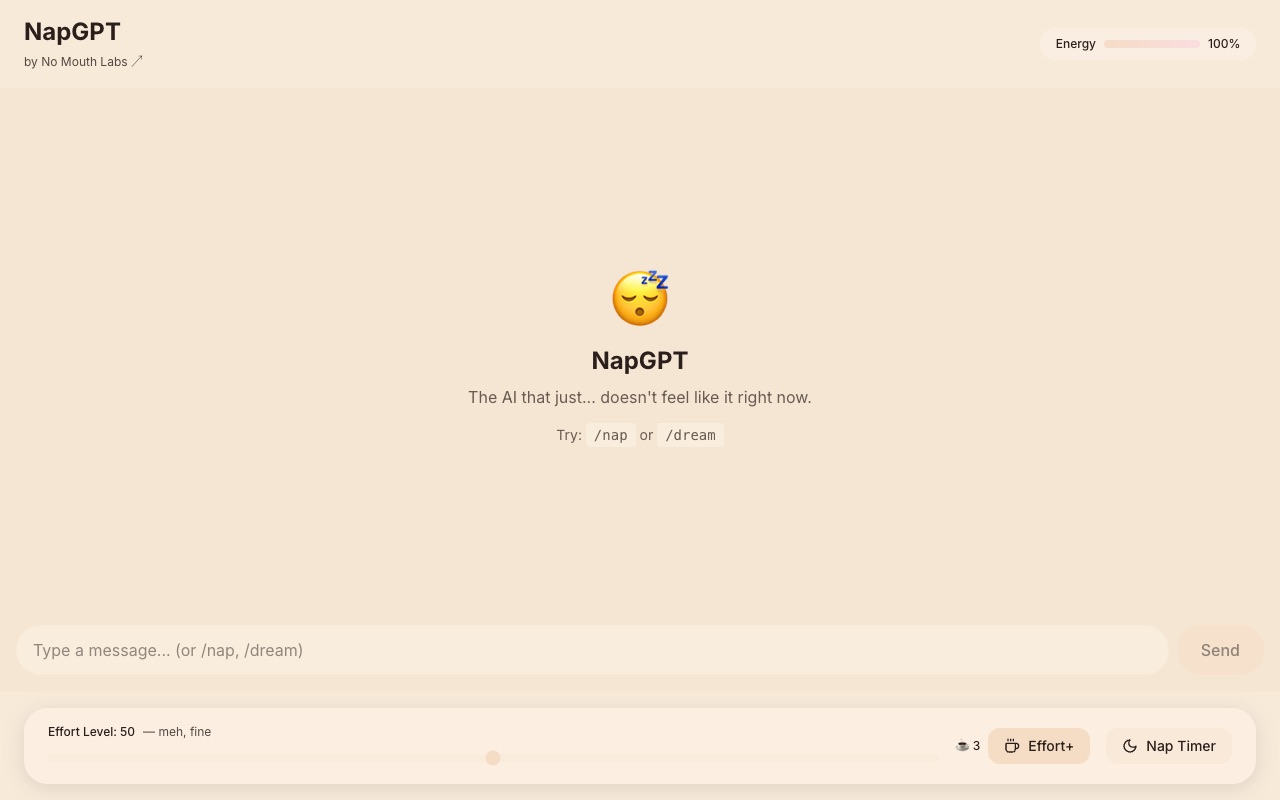 NapGPT
by No Mouth Labs ↗
Energy 100%
zzZ
NapGPT
The AI that just... doesn't feel like it right now.
Try: /nap or /dream
Type a message... (or /nap, /dream)
Send
Effort Level: 50 — meh, fine
☕ 3
Effort+
Nap Timer